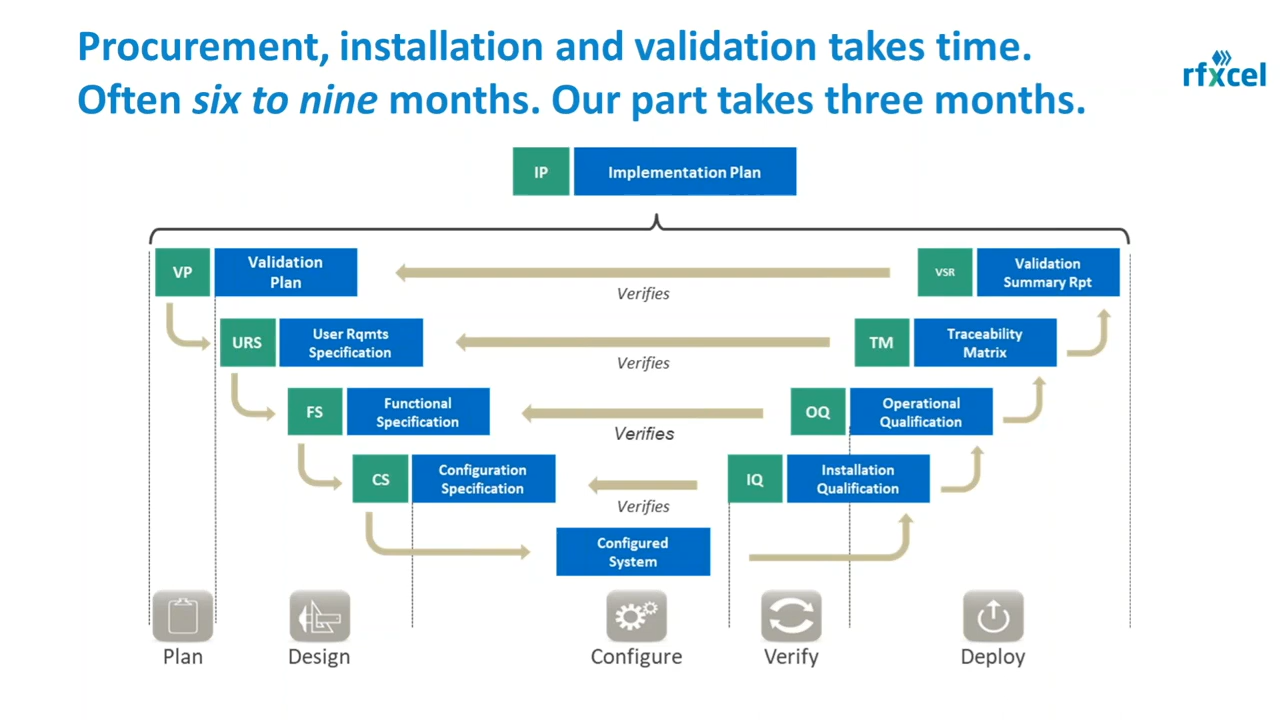 Procurement, installation and validation takes time.
Often six to nine months. Our part takes three months.
rfxcel
IP
Implementation Plan
VP
Validation
Plan
Verifies
VSR
Validation
Summary Rpt
URS
User Rqmts
Specification
Verifies
TM
Traceability
Matrix
FS
Functional
Specification
Verifies
OQ
Operational
Qualification
CS
Configuration
Specification
Verifies
IQ
Installation
Qualification
Configured
System
Plan
Design
Configure
Verify
Deploy